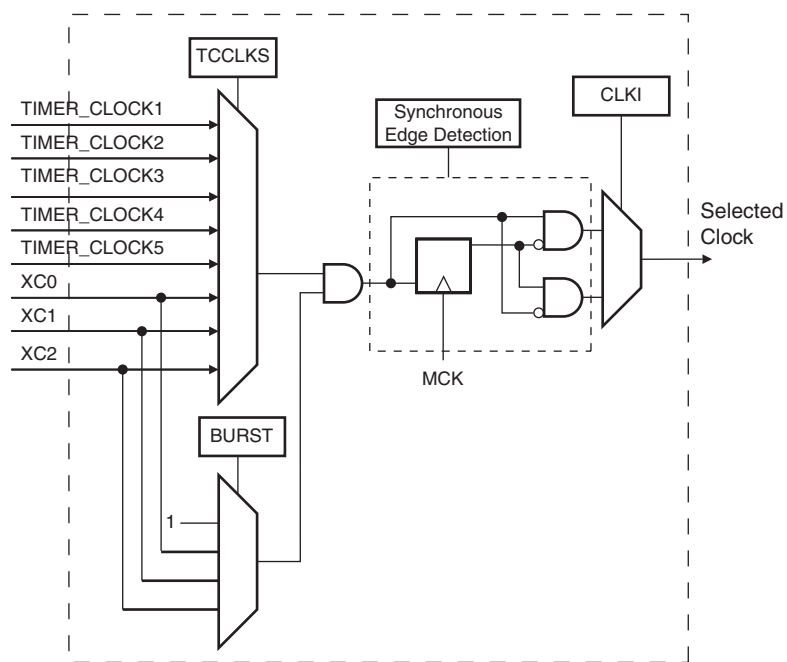 TCCLKS
TIMER_CLOCK1
TIMER_CLOCK2
TIMER_CLOCK3
TIMER_CLOCK4
TIMER_CLOCK5
XC0
XC1
XC2
Synchronous
Edge Detection
CLKI
Selected
Clock
MCK
BURST
1